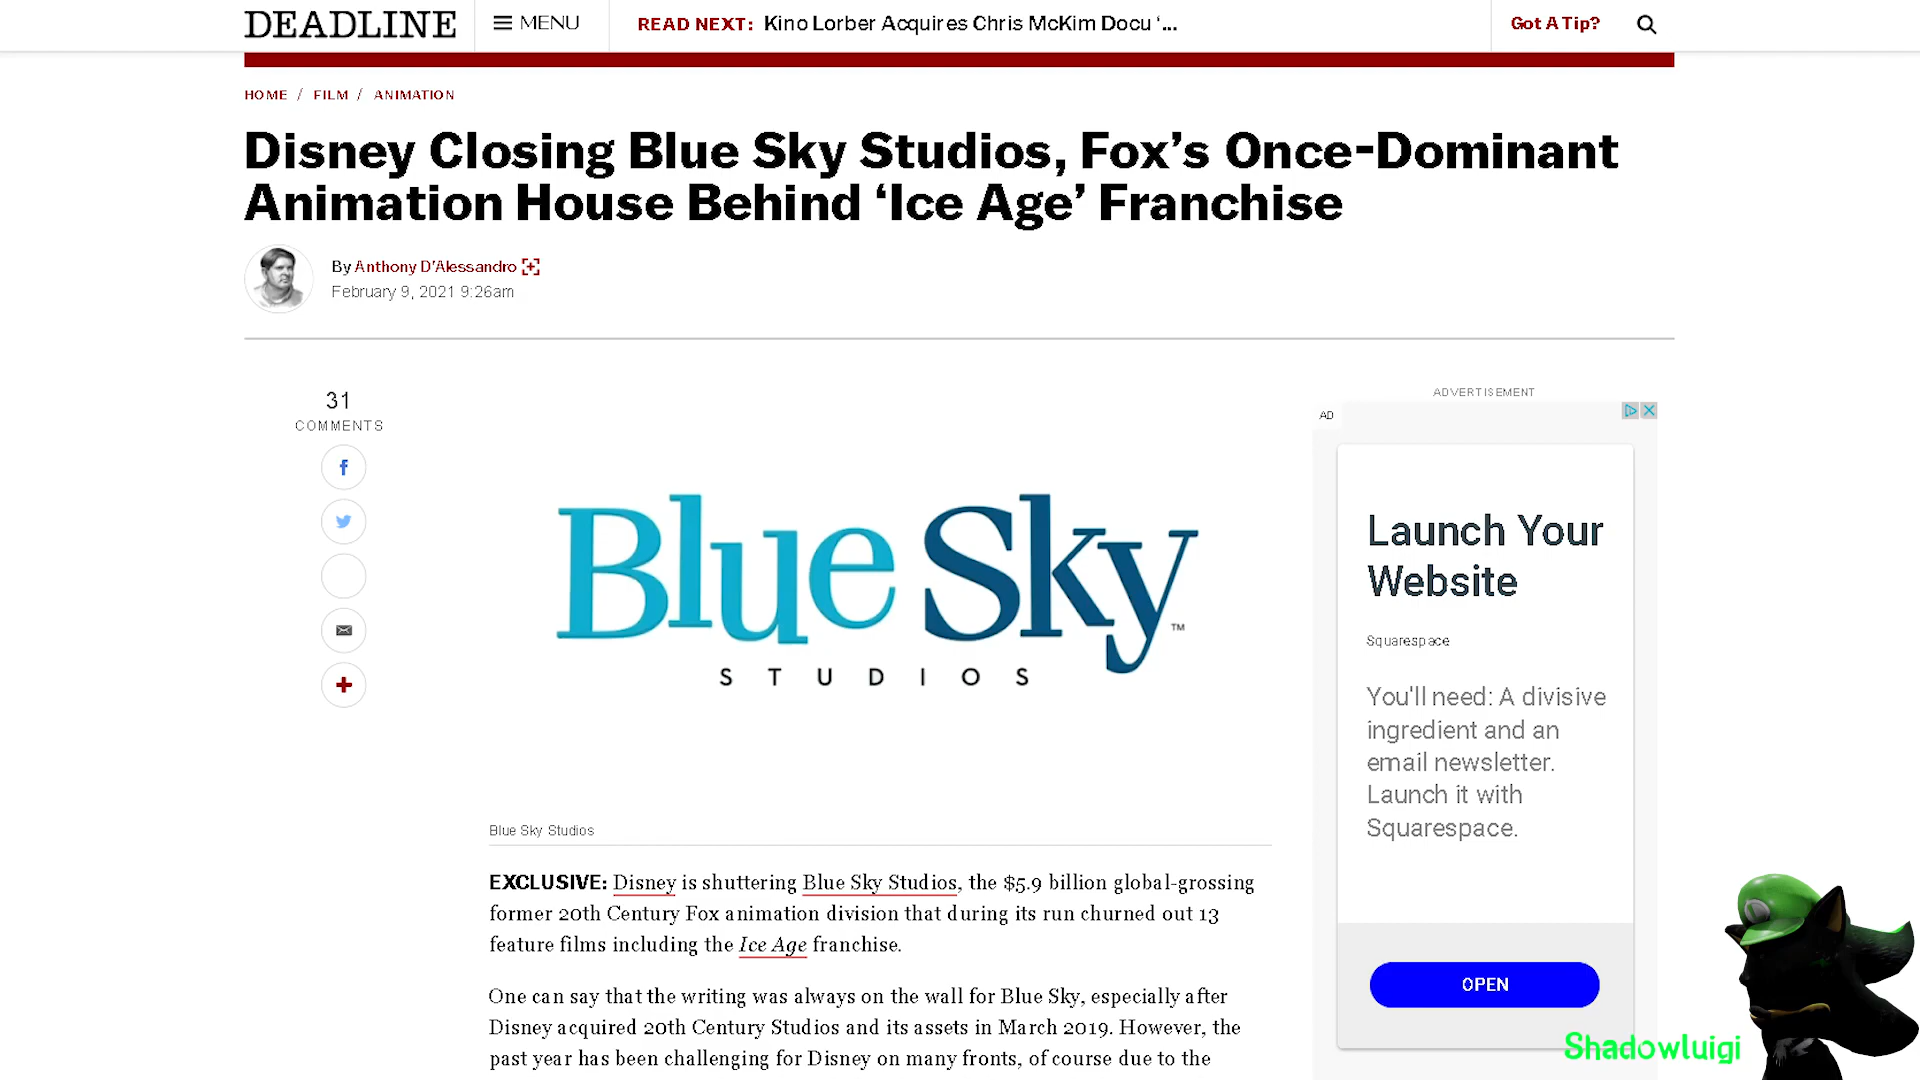 DEADLINE
MENU
READ NEXT: Kino Lorber Acquires Chris McKim Docu ‘...
Got A Tip?
HOME / FILM / ANIMATION
Disney Closing Blue Sky Studios, Fox’s Once-Dominant
Animation House Behind ‘Ice Age’ Franchise
By Anthony D’Alessandro
February 9, 2021 9:26am
31
COMMENTS
Blue Sky
TM
STUDIOS
Blue Sky Studios
EXCLUSIVE: Disney is shuttering Blue Sky Studios, the $5.9 billion global-grossing
former 20th Century Fox animation division that during its run churned out 13
feature films including the Ice Age franchise.
One can say that the writing was always on the wall for Blue Sky, especially after
Disney acquired 20th Century Studios and its assets in March 2019. However, the
past year has been challenging for Disney on many fronts, of course due to the
ADVERTISEMENT
AD
Launch Your
Website
Squarespace
You'll need: A divisive
ingredient and an
email newsletter.
Launch it with
Squarespace.
OPEN
Shadowluigi